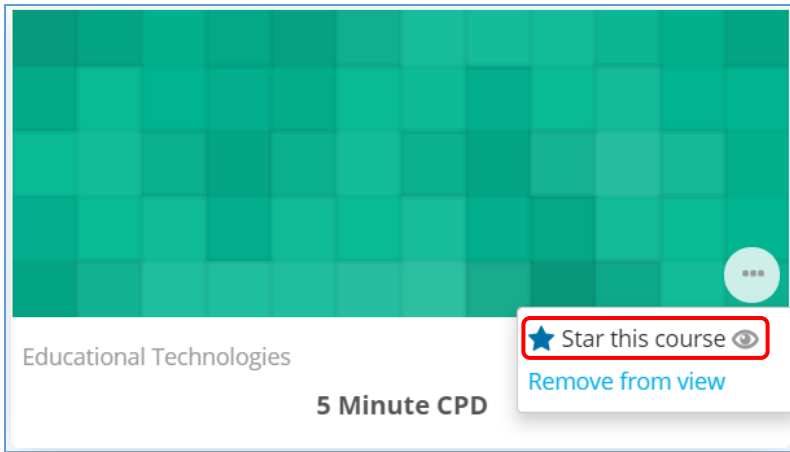 Star this course
Educational Technologies
Remove from view
5 Minute CPD